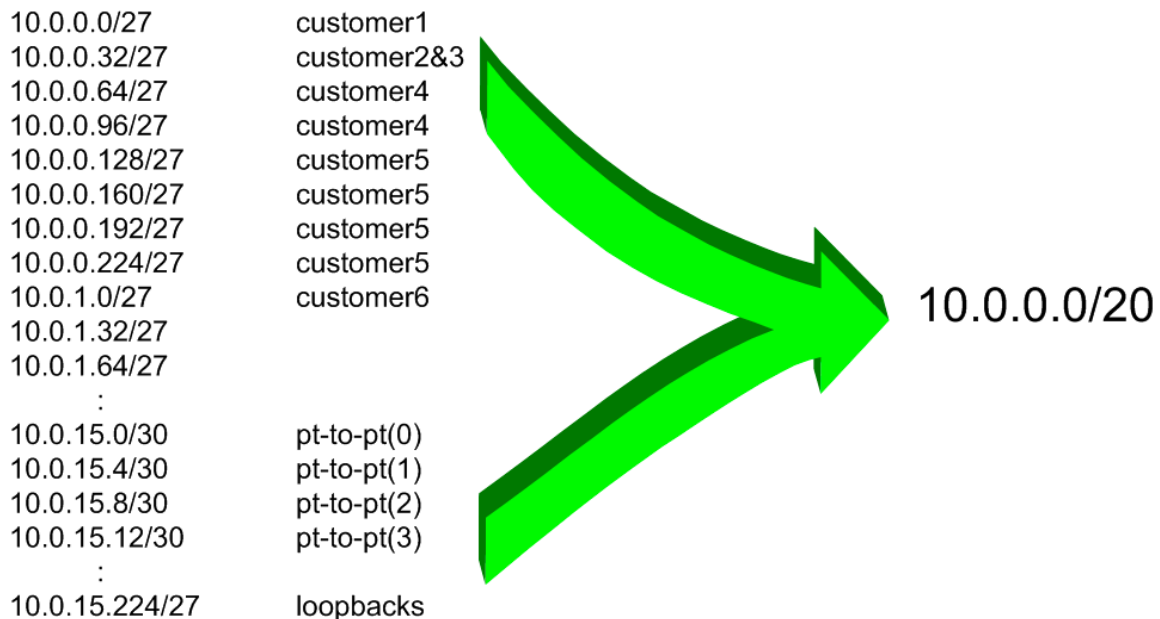 10.0.0.0/27 customer1
10.0.0.32/27 customer2&3
10.0.0.64/27 customer4
10.0.0.96/27 customer4
10.0.0.128/27 customer5
10.0.0.160/27 customer5
10.0.0.192/27 customer5
10.0.0.224/27 customer5
10.0.1.0/27 customer6
10.0.1.32/27
10.0.1.64/27
:
10.0.15.0/30 pt-to-pt(0)
10.0.15.4/30 pt-to-pt(1)
10.0.15.8/30 pt-to-pt(2)
10.0.15.12/30 pt-to-pt(3)
:
10.0.15.224/27 loopbacks
10.0.0.0/20